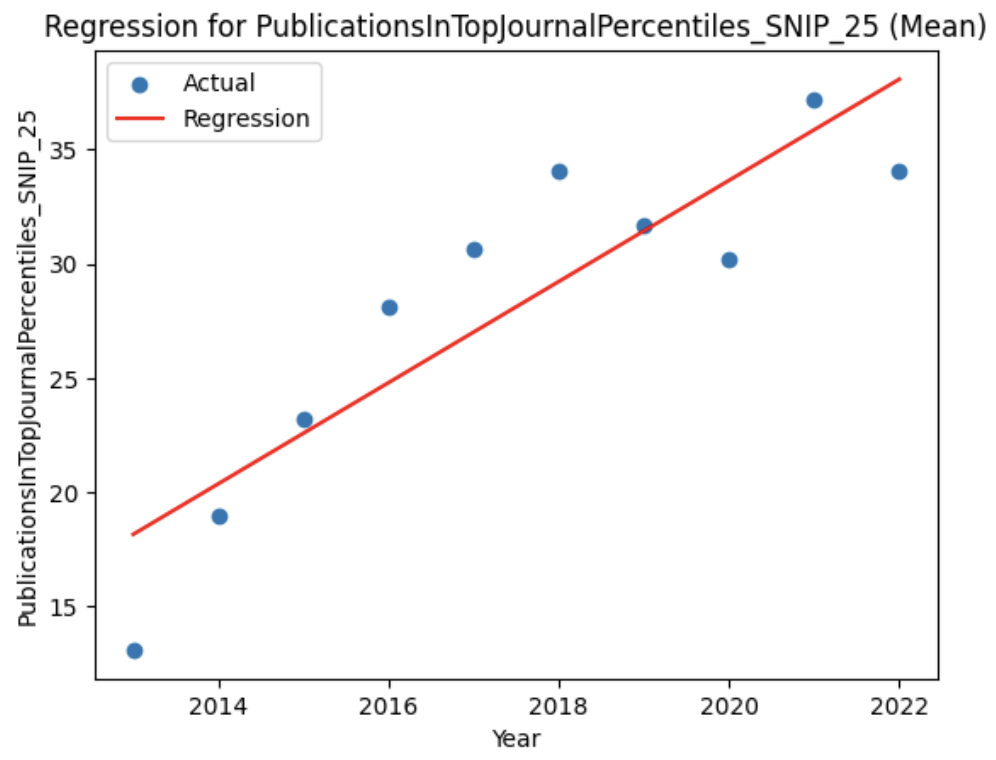 Regression for PublicationsInTopJournalPercentiles_SNIP_25 (Mean)
Actual
Regression
PublicationsInTopJournalPercentiles_SNIP_25
35
30
25
20
15
2014 2016 2018 2020 2022
Year